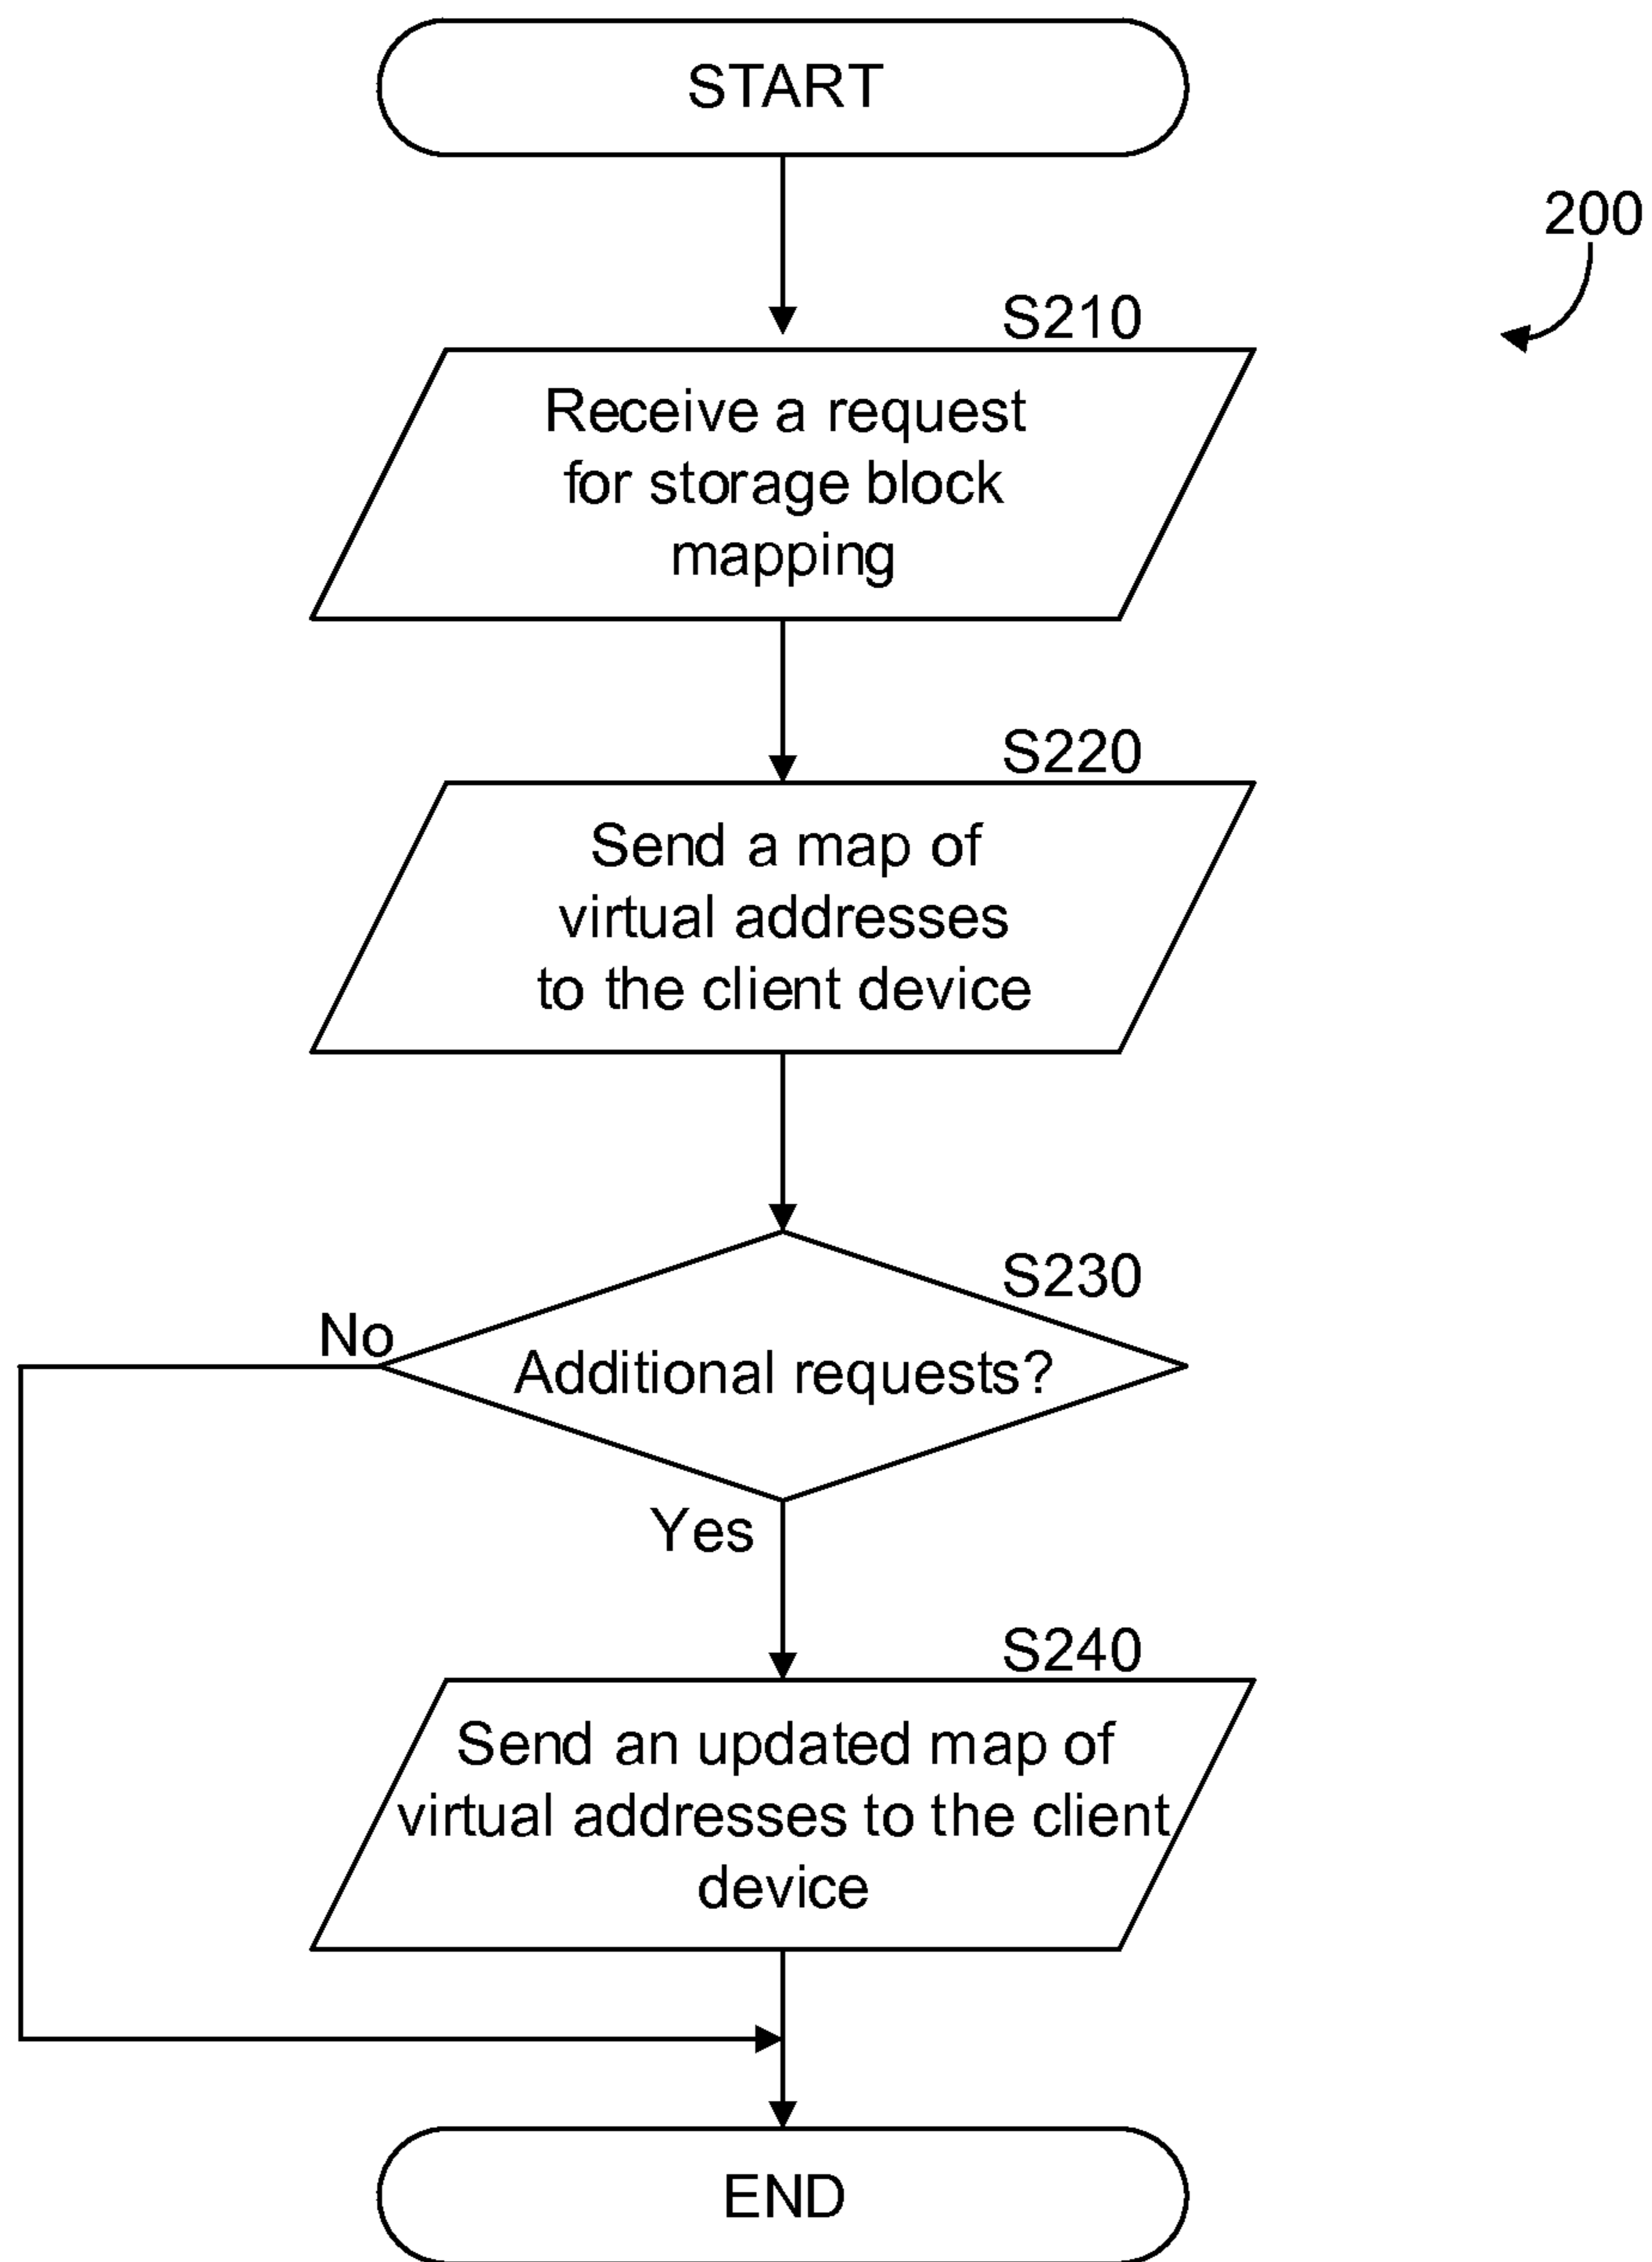 START
200
S210
Receive a request
for storage block
mapping
S220
Send a map of
virtual addresses
to the client device
S230
No
Additional requests?
Yes
S240
Send an updated map of
virtual addresses to the client
device
END